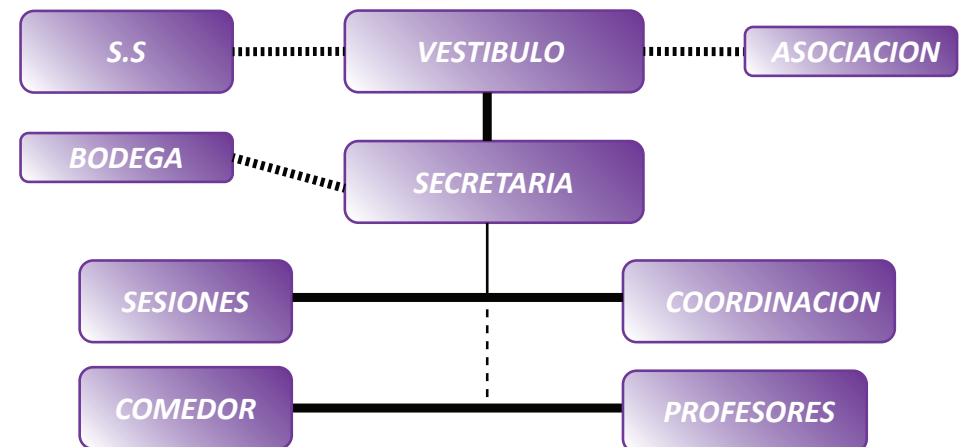 S.S
VESTIBULO
ASOCIACION
BODEGA
SECRETARIA
SESIONES
COORDINACION
COMEDOR
PROFESORES